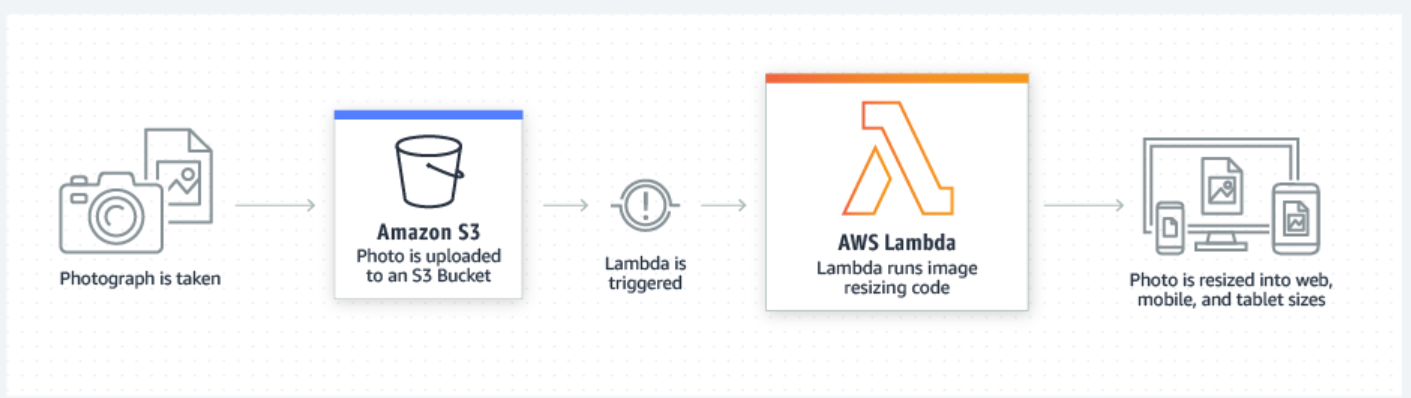 Photograph is taken
Amazon S3
Photo is uploaded
to an S3 Bucket
Lambda is
triggered
AWS Lambda
Lambda runs image
resizing code
Photo is resized into web,
mobile, and tablet sizes